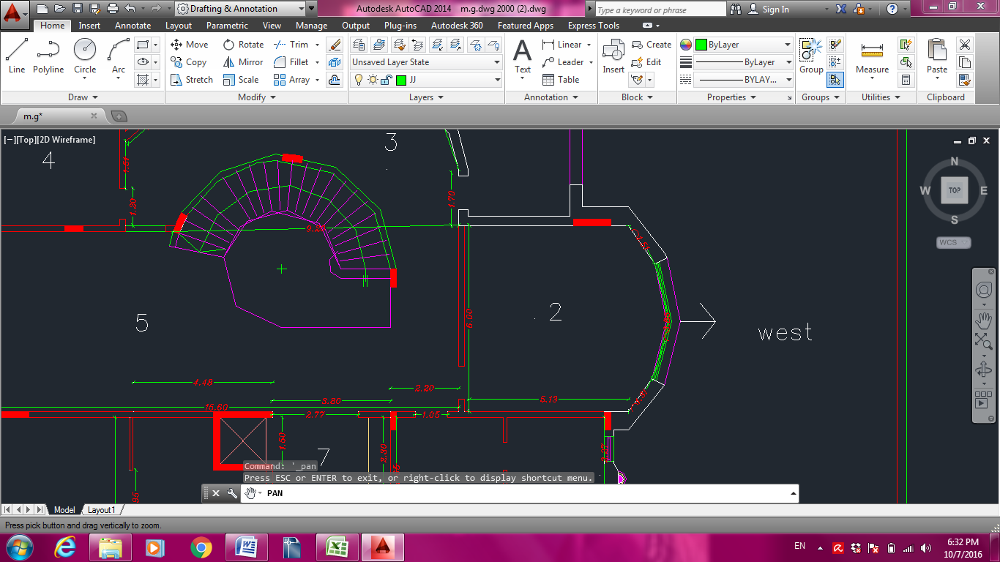 Drafting & Annotation
Autodesk AutoCAD 2014 m.g.dwg 2000 (2).dwg
Type a keyword or phrase
Sign In
Home Insert Annotate Layout Parametric View Manage Output Plug-ins Autodesk 360 Featured Apps Express Tools
Line Polyline Circle Arc
Move Rotate Trim
Copy Mirror Fillet
Stretch Scale Array
Unsaved Layer State
JJ
Text
Linear
Leader
Table
Insert
Create
Edit
ByLayer
ByLayer
BYLAY...
Group
Measure
Paste
Draw Modify Layers Annotation Block Properties Groups Utilities Clipboard
m.g*
[−][Top][2D Wireframe]
4
3
1.51
1.20
1.70
9.26
N
W TOP E
S
WCS
5
6.00
2
west
4.48
2.20
3.80
5.13
15.60
2.77
1.05
1.50
2.30
7
95
Command: '_pan
Press ESC or ENTER to exit, or right-click to display shortcut menu.
PAN
Model Layout1
Press pick button and drag vertically to zoom.
EN
6:32 PM
10/7/2016